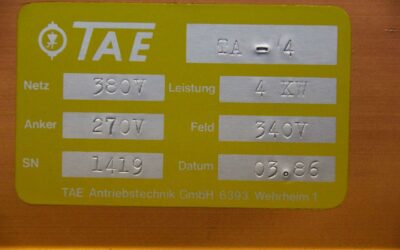 TAE TA - 4
Netz 380V Leistung 4 KW
Anker 270V Feld 340V
SN 1419 Datum 03.86
TAE Antriebstechnik GmbH 6393 Wehrheim 1